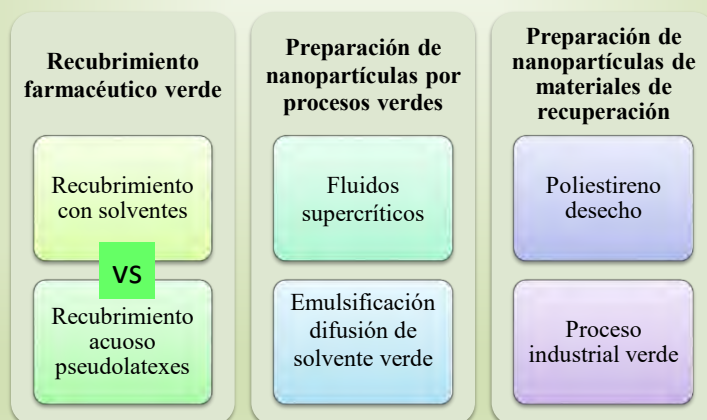 Recubrimiento
farmacéutico verde
Recubrimiento
con solventes
vs
Recubrimiento
acuoso
pseudolatexes
Preparación de
nanopartículas por
procesos verdes
Fluidos
supercríticos
Emulsificación
difusión de
solvente verde
Preparación de
nanopartículas de
materiales de
recuperación
Poliestireno
desecho
Proceso
industrial verde